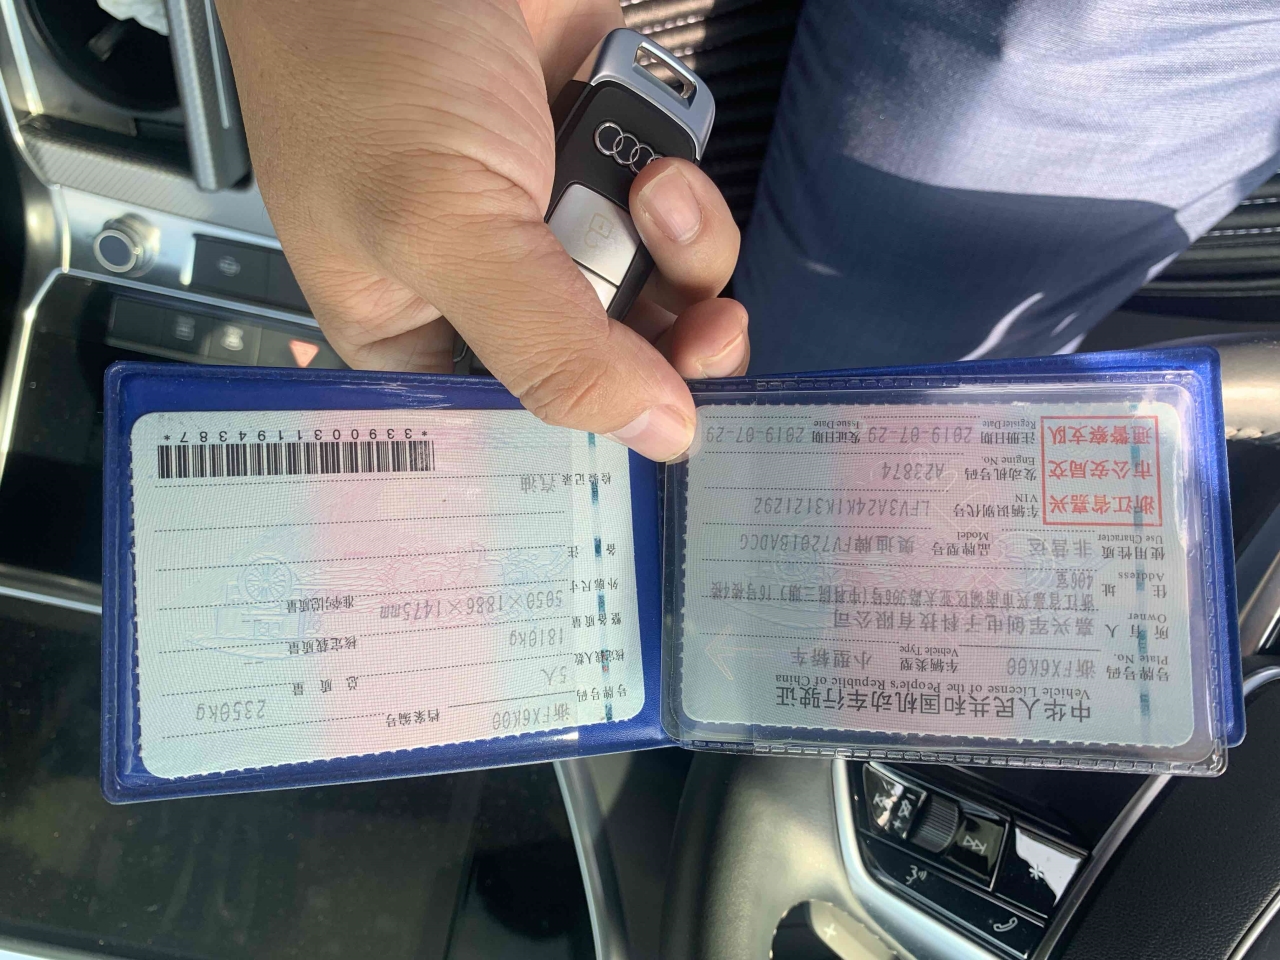 中华人民共和国机动车行驶证
Vehicle License of the People's Republic of China
号牌号码 浙FX6K00 车辆类型 小型轿车
Plate No. Vehicle Type
所有人 嘉兴军创电子科技有限公司
Owner
住址 浙江省嘉兴市南湖区亚太路906号(中科院三期)16号楼4楼
406室
Address
使用性质 非营运 品牌型号 奥迪牌FV7201BADCG
Use Character Model
浙江省嘉兴
市公安局交
通警察支队
车辆识别代号 LFV3A24K1K3121292
VIN
发动机号码 A23874
Engine No.
注册日期 2019-07-29 发证日期 2019-07-29
Register Date Issue Date
号牌号码 浙FX6K00 档案编号
核定载人数 5人 总质量 2350kg
整备质量 1810kg 核定载质量
外廓尺寸 5050×1886×1475mm 准牵引总质量
备注
检验记录 汽油
*3390031194387*